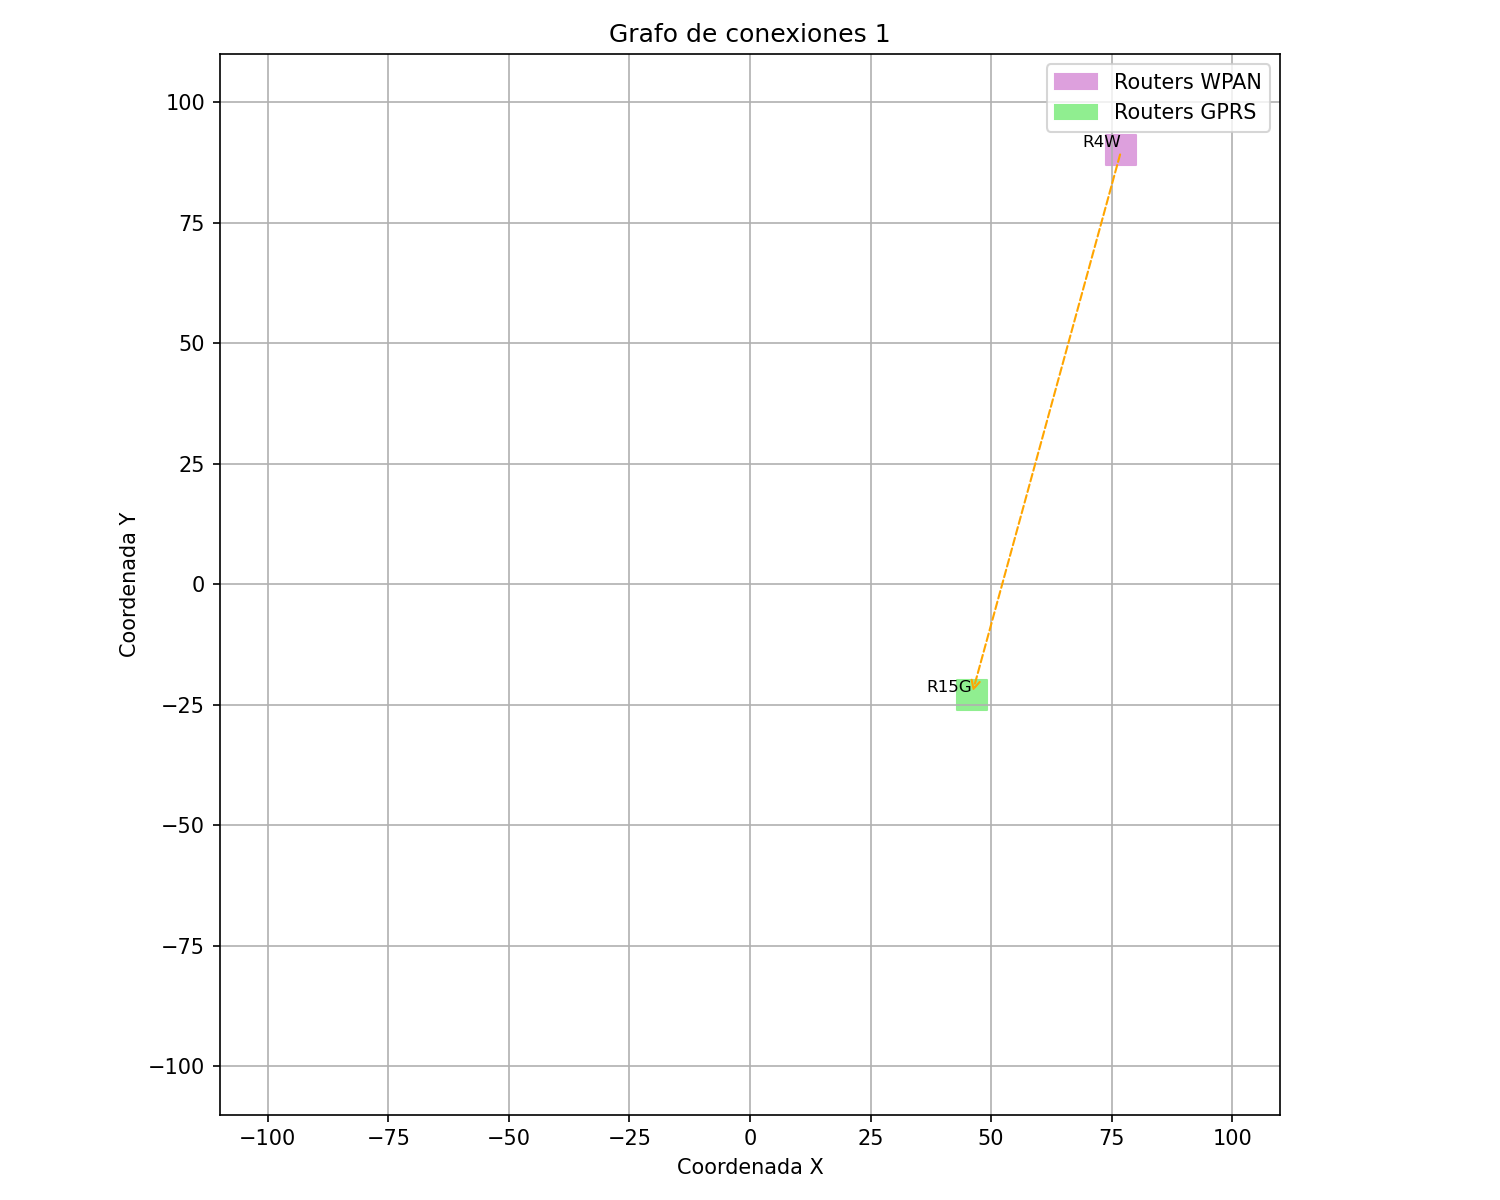 Grafo de conexiones 1
Routers WPAN
Routers GPRS
R4W
R15G
100
75
50
25
0
−25
−50
−75
−100
Coordenada Y
−100 −75 −50 −25 0 25 50 75 100
Coordenada X